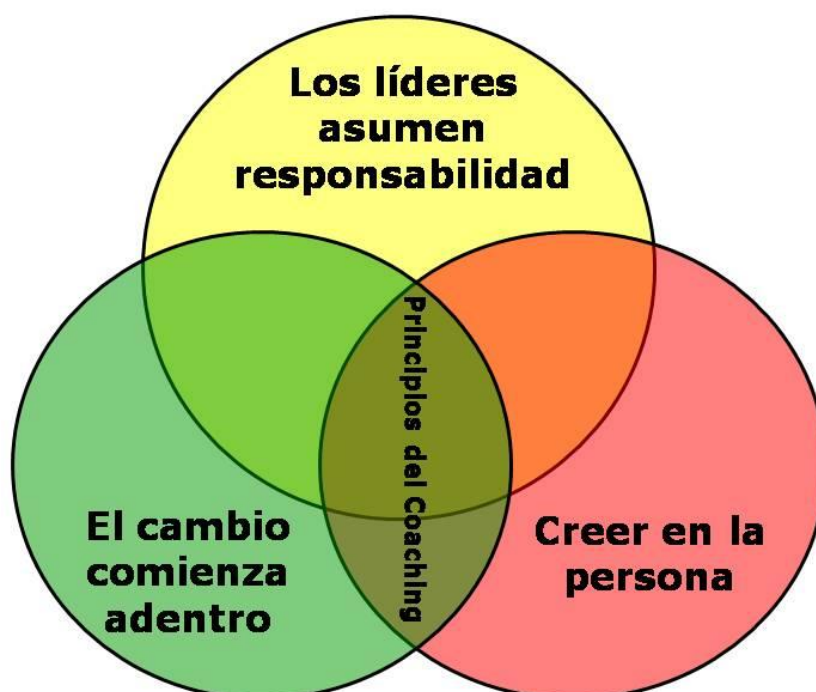 Los líderes
asumen
responsabilidad
Principios del Coaching
El cambio
comienza
adentro
Creer en la
persona